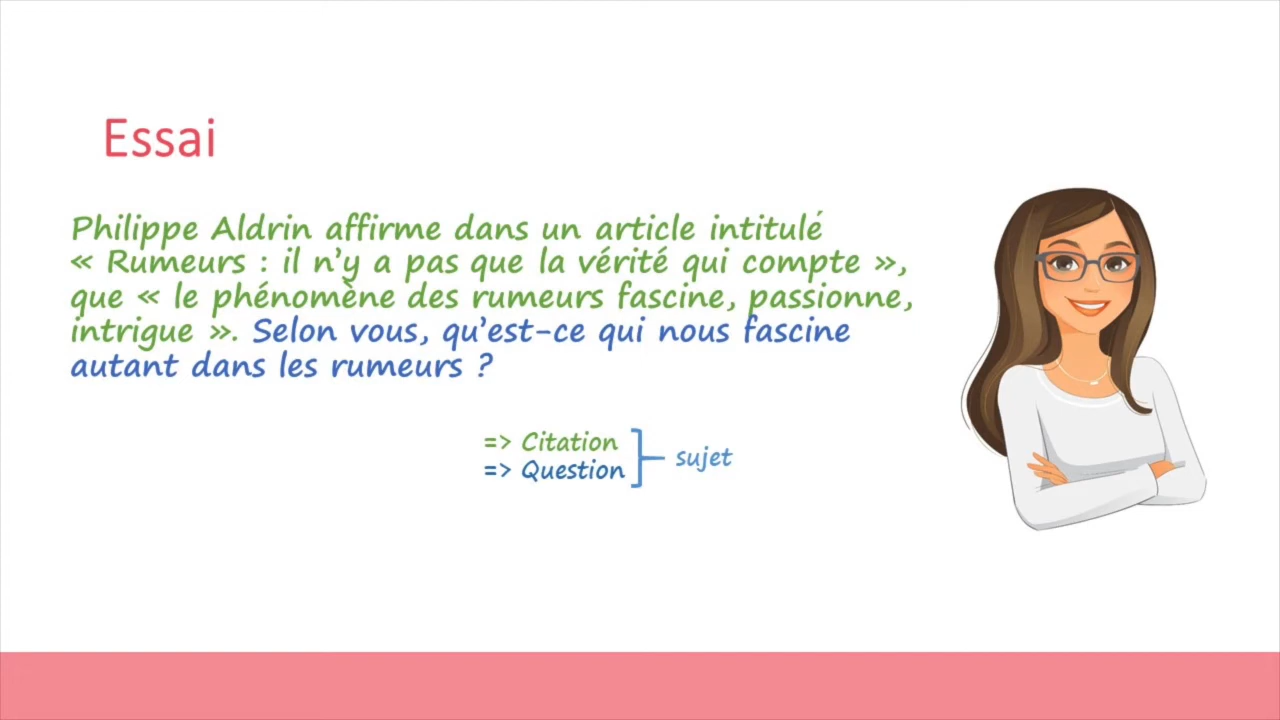 Essai
Philippe Aldrin affirme dans un article intitulé
« Rumeurs : il n’y a pas que la vérité qui compte »,
que « le phénomène des rumeurs fascine, passionne,
intrigue ». Selon vous, qu’est-ce qui nous fascine
autant dans les rumeurs ?
=> Citation
=> Question
sujet